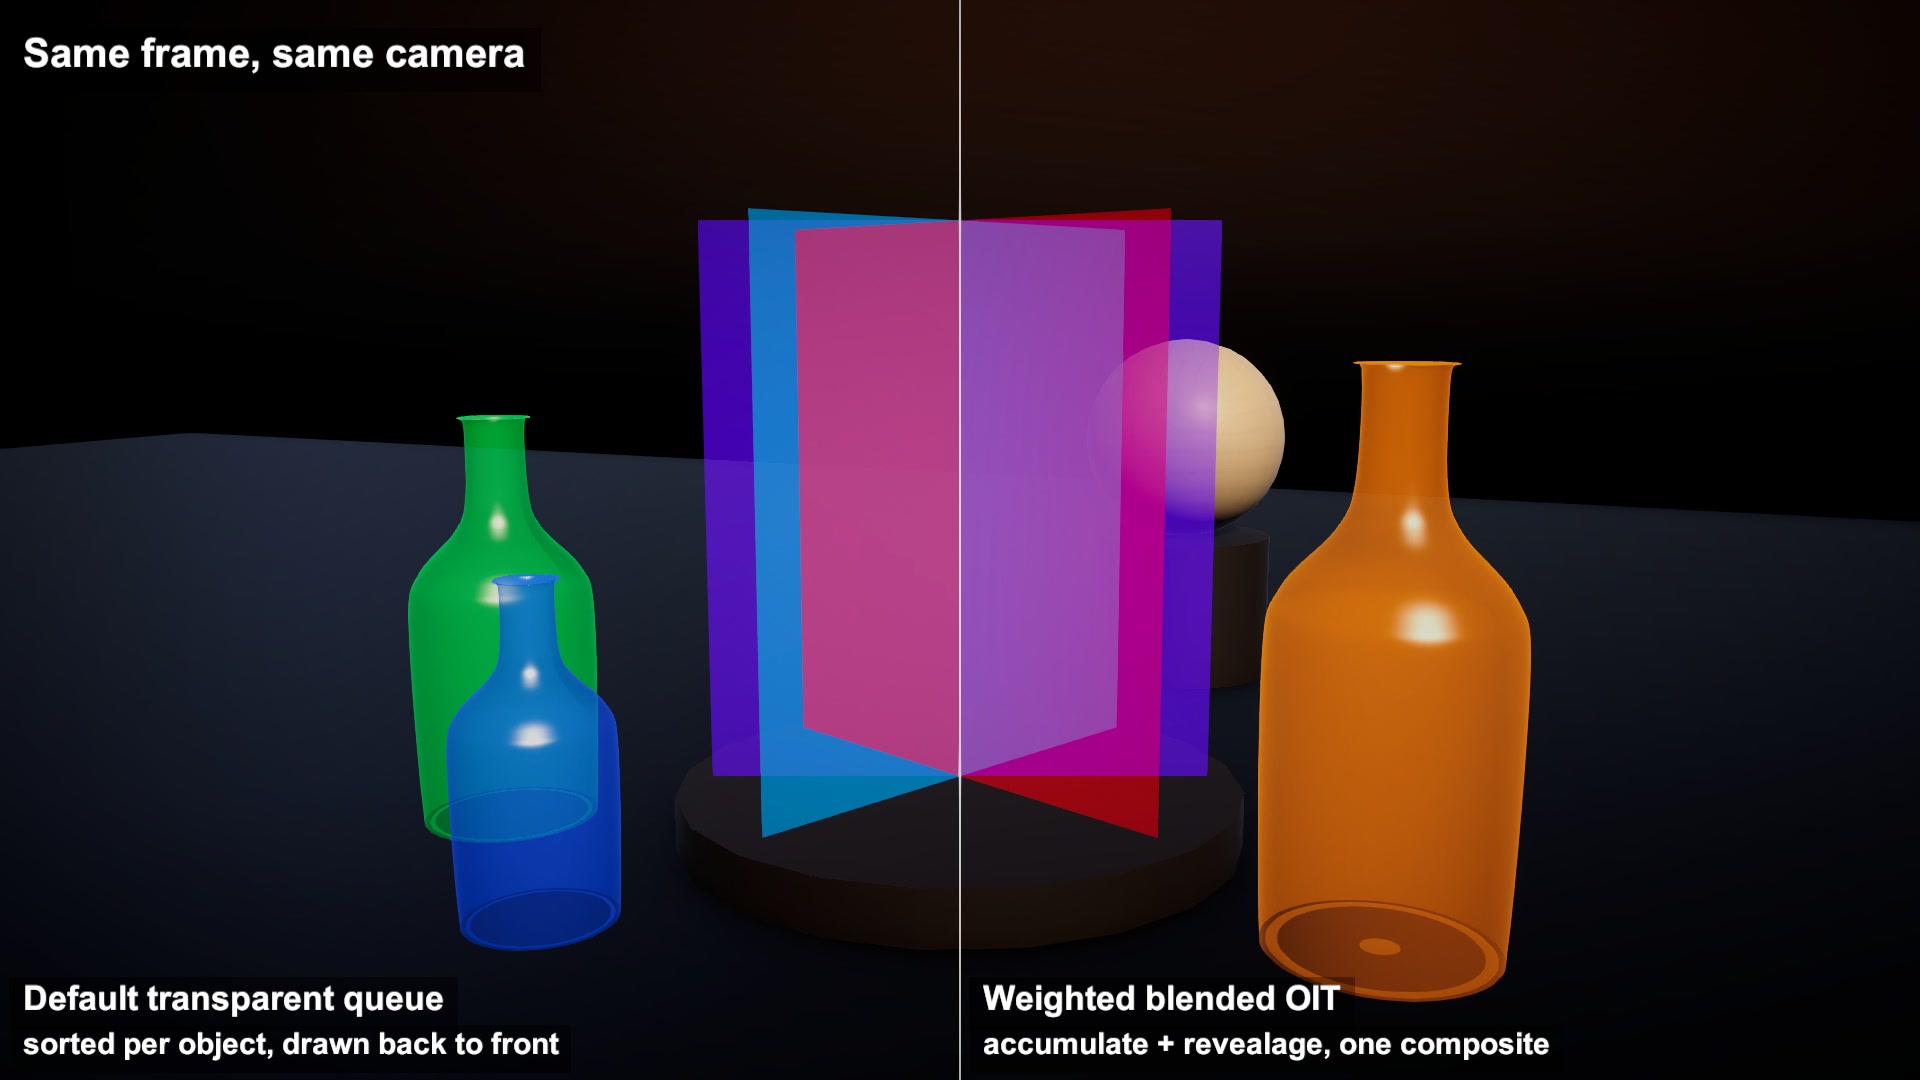 Same frame, same camera
Default transparent queue
sorted per object, drawn back to front
Weighted blended OIT
accumulate + revealage, one composite